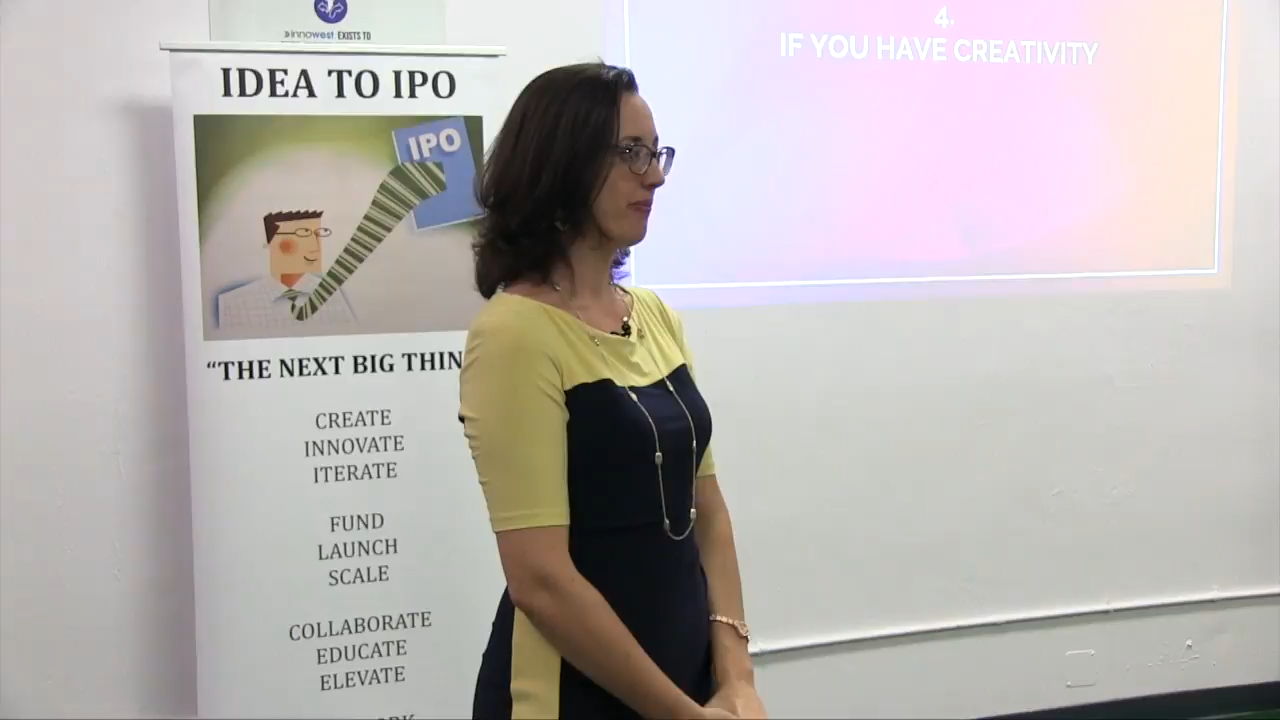 »innowest EXISTS TO
IDEA TO IPO
IPO
“THE NEXT BIG THIN
CREATE
INNOVATE
ITERATE
FUND
LAUNCH
SCALE
COLLABORATE
EDUCATE
ELEVATE
4.
IF YOU HAVE CREATIVITY